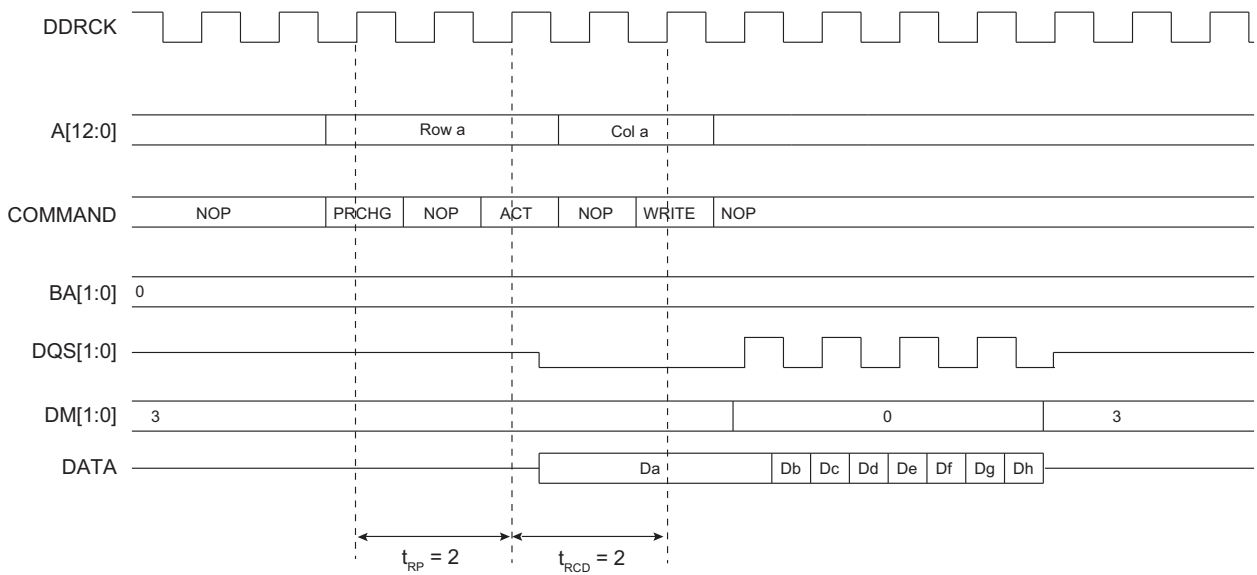 DDRCK
A[12:0] Row a Col a
COMMAND NOP PRCHG NOP ACT NOP WRITE NOP
BA[1:0] 0
DQS[1:0]
DM[1:0] 3 0 3
DATA Da Db Dc Dd De Df Dg Dh
tRP = 2 tRCD = 2